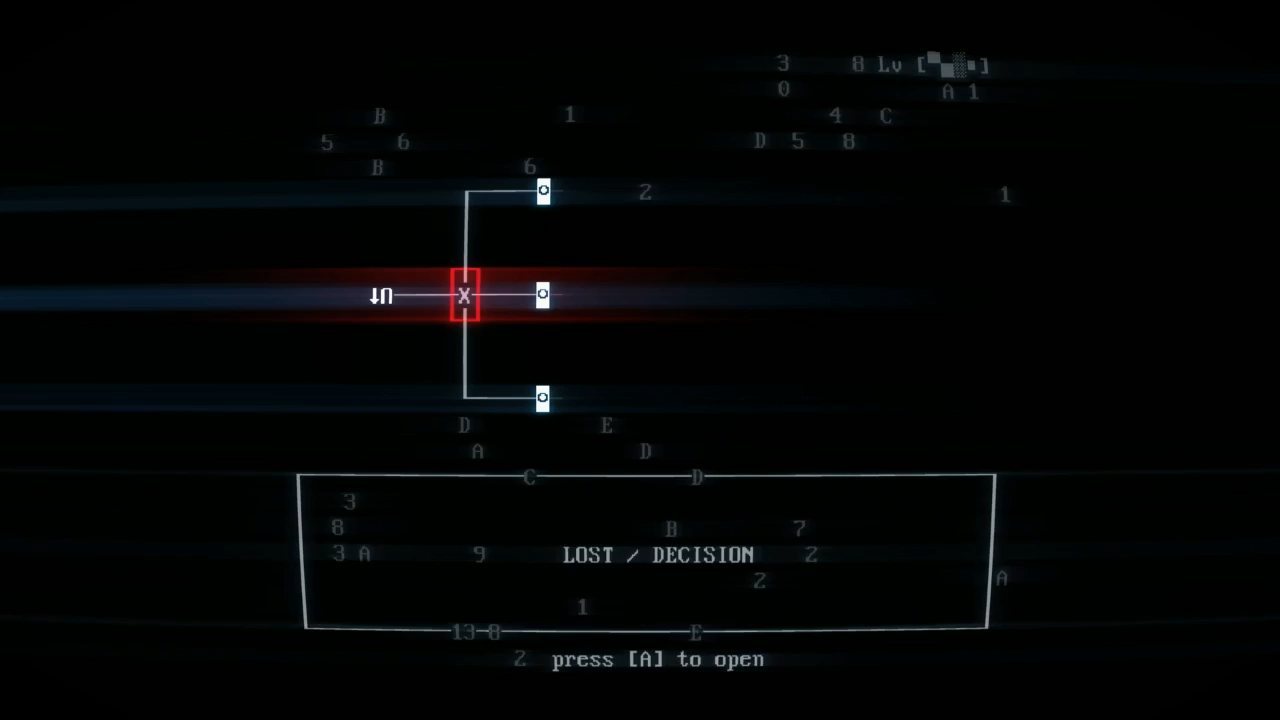 3 8 Lv [ ]
0 A 1
B 1 4 C
5 6 D 5 8
B 6
2 1
X
D E
A D
C D
3
8 B 7
3 A 9 LOST / DECISION 2
2 A
1
13 8 E
2 press [A] to open